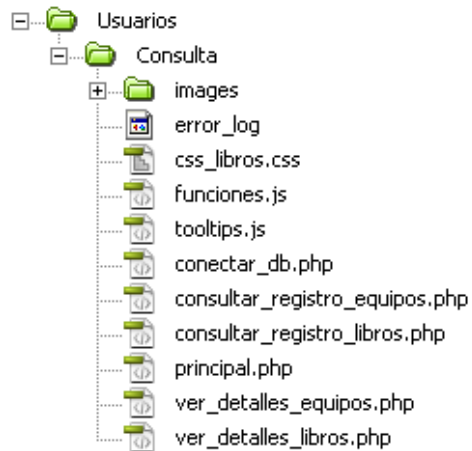 Usuarios
Consulta
images
error_log
css_libros.css
funciones.js
tooltips.js
conectar_db.php
consultar_registro_equipos.php
consultar_registro_libros.php
principal.php
ver_detalles_equipos.php
ver_detalles_libros.php